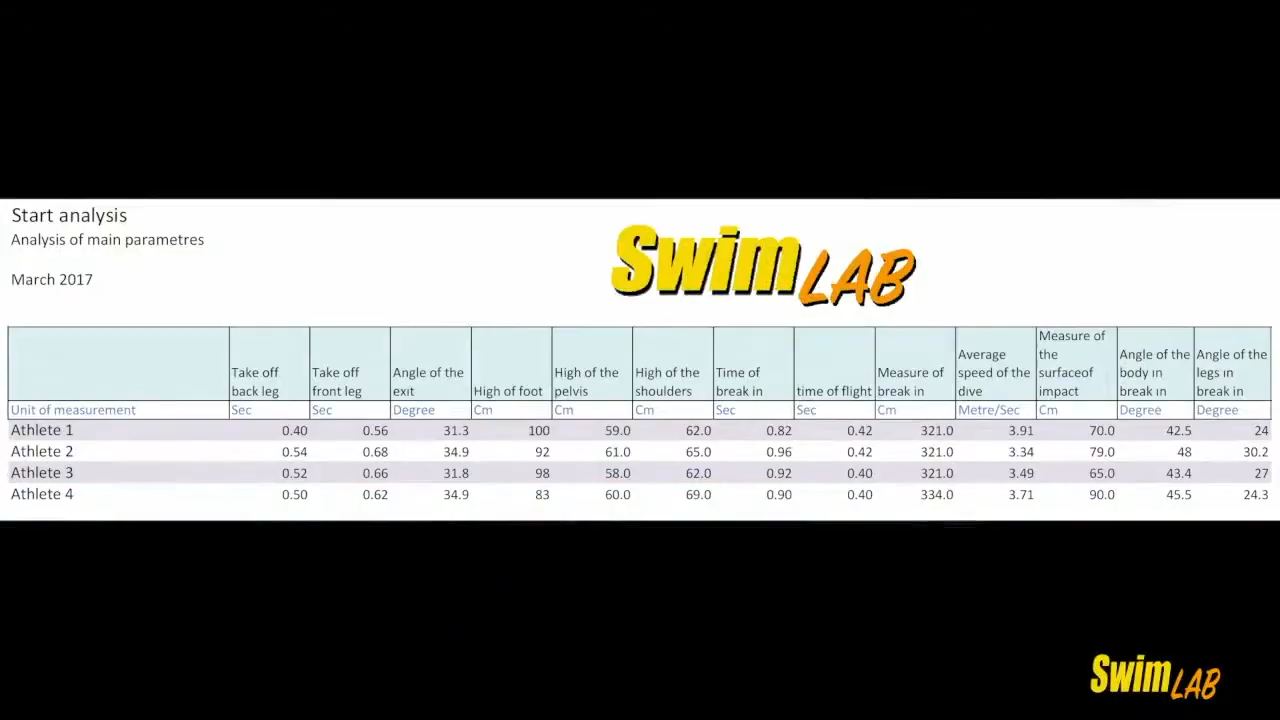 Start analysis
Analysis of main parametres
March 2017
Swim LAB
Take off back leg | Take off front leg | Angle of the exit | High of foot | High of the pelvis | High of the shoulders | Time of break in | time of flight | Measure of break in | Average speed of the dive | Measure of the surfaceof impact | Angle of the body in break in | Angle of the legs in break in
Unit of measurement | Sec | Sec | Degree | Cm | Cm | Cm | Sec | Sec | Cm | Metre/Sec | Cm | Degree | Degree
Athlete 1 | 0.40 | 0.56 | 31.3 | 100 | 59.0 | 62.0 | 0.82 | 0.42 | 321.0 | 3.91 | 70.0 | 42.5 | 24
Athlete 2 | 0.54 | 0.68 | 34.9 | 92 | 61.0 | 65.0 | 0.96 | 0.42 | 321.0 | 3.34 | 79.0 | 48 | 30.2
Athlete 3 | 0.52 | 0.66 | 31.8 | 98 | 58.0 | 62.0 | 0.92 | 0.40 | 321.0 | 3.49 | 65.0 | 43.4 | 27
Athlete 4 | 0.50 | 0.62 | 34.9 | 83 | 60.0 | 69.0 | 0.90 | 0.40 | 334.0 | 3.71 | 90.0 | 45.5 | 24.3
Swim LAB